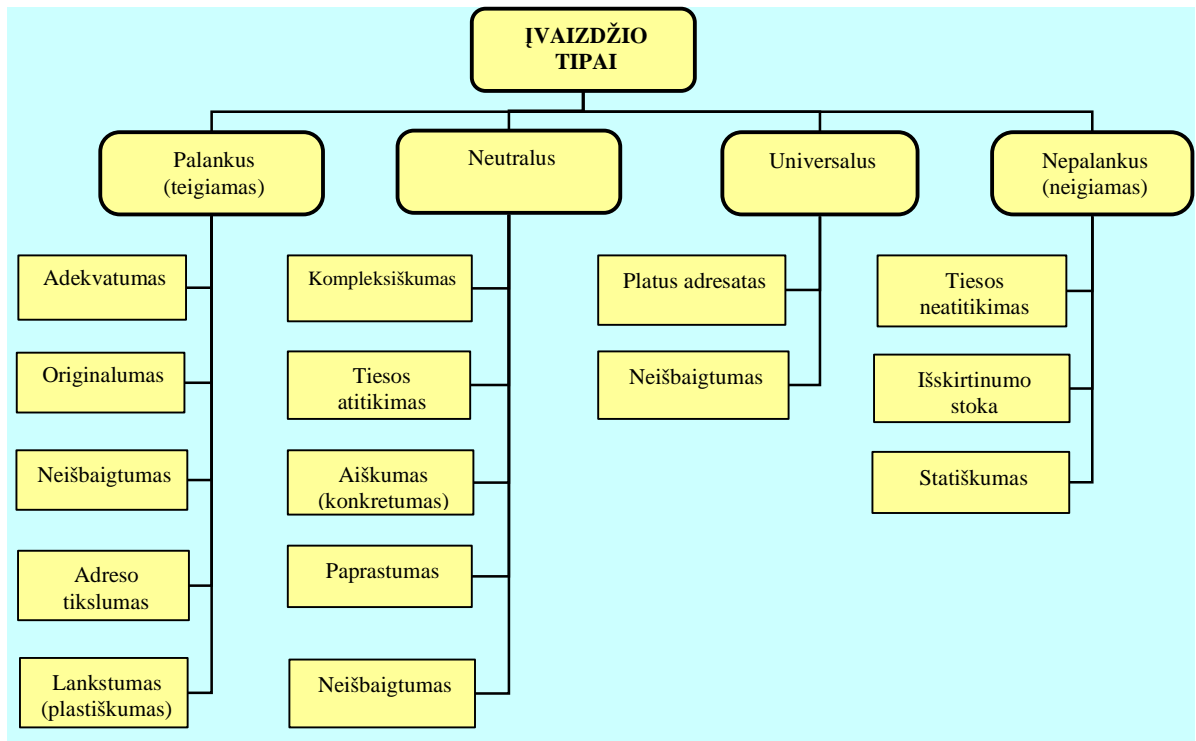 ĮVAIZDŽIO
TIPAI
Palankus
(teigiamas)
Neutralus
Universalus
Nepalankus
(neigiamas)
Adekvatumas
Originalumas
Neišbaigtumas
Adreso
tikslumas
Lankstumas
(plastiškumas)
Kompleksiškumas
Tiesos
atitikimas
Aiškumas
(konkretumas)
Paprastumas
Neišbaigtumas
Platus adresatas
Neišbaigtumas
Tiesos
neatitikimas
Išskirtinumo
stoka
Statiškumas